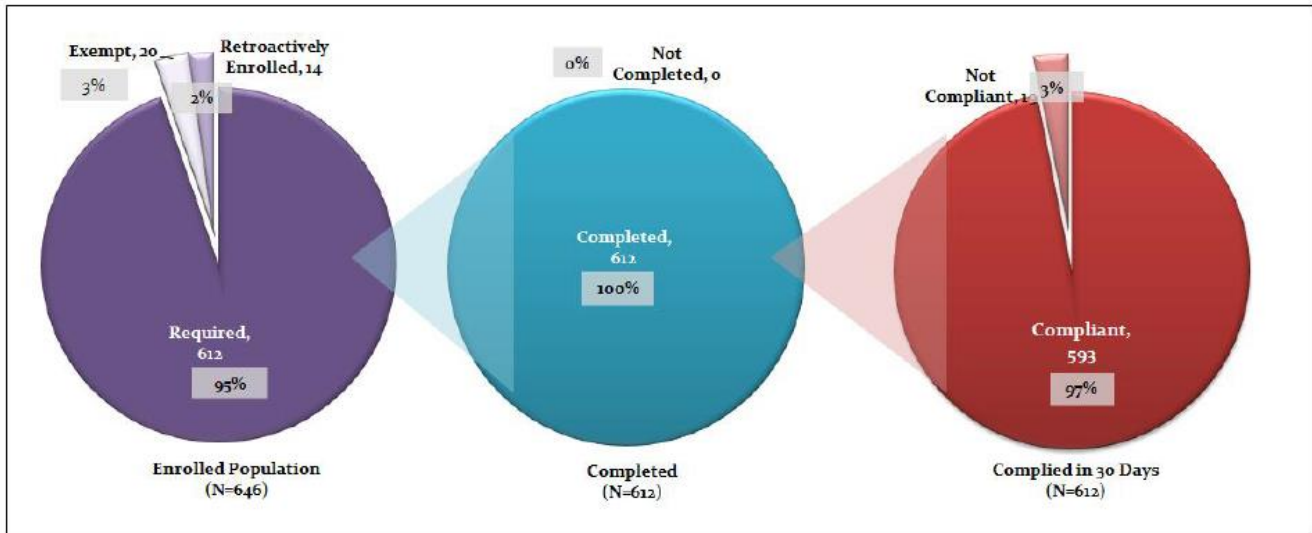 Exempt, 20
3%
Retroactively
Enrolled, 14
2%
Required,
612
95%
Enrolled Population
(N=646)
0%
Not
Completed, 0
Completed,
612
100%
Completed
(N=612)
Not
Compliant,
3%
Compliant,
593
97%
Complied in 30 Days
(N=612)